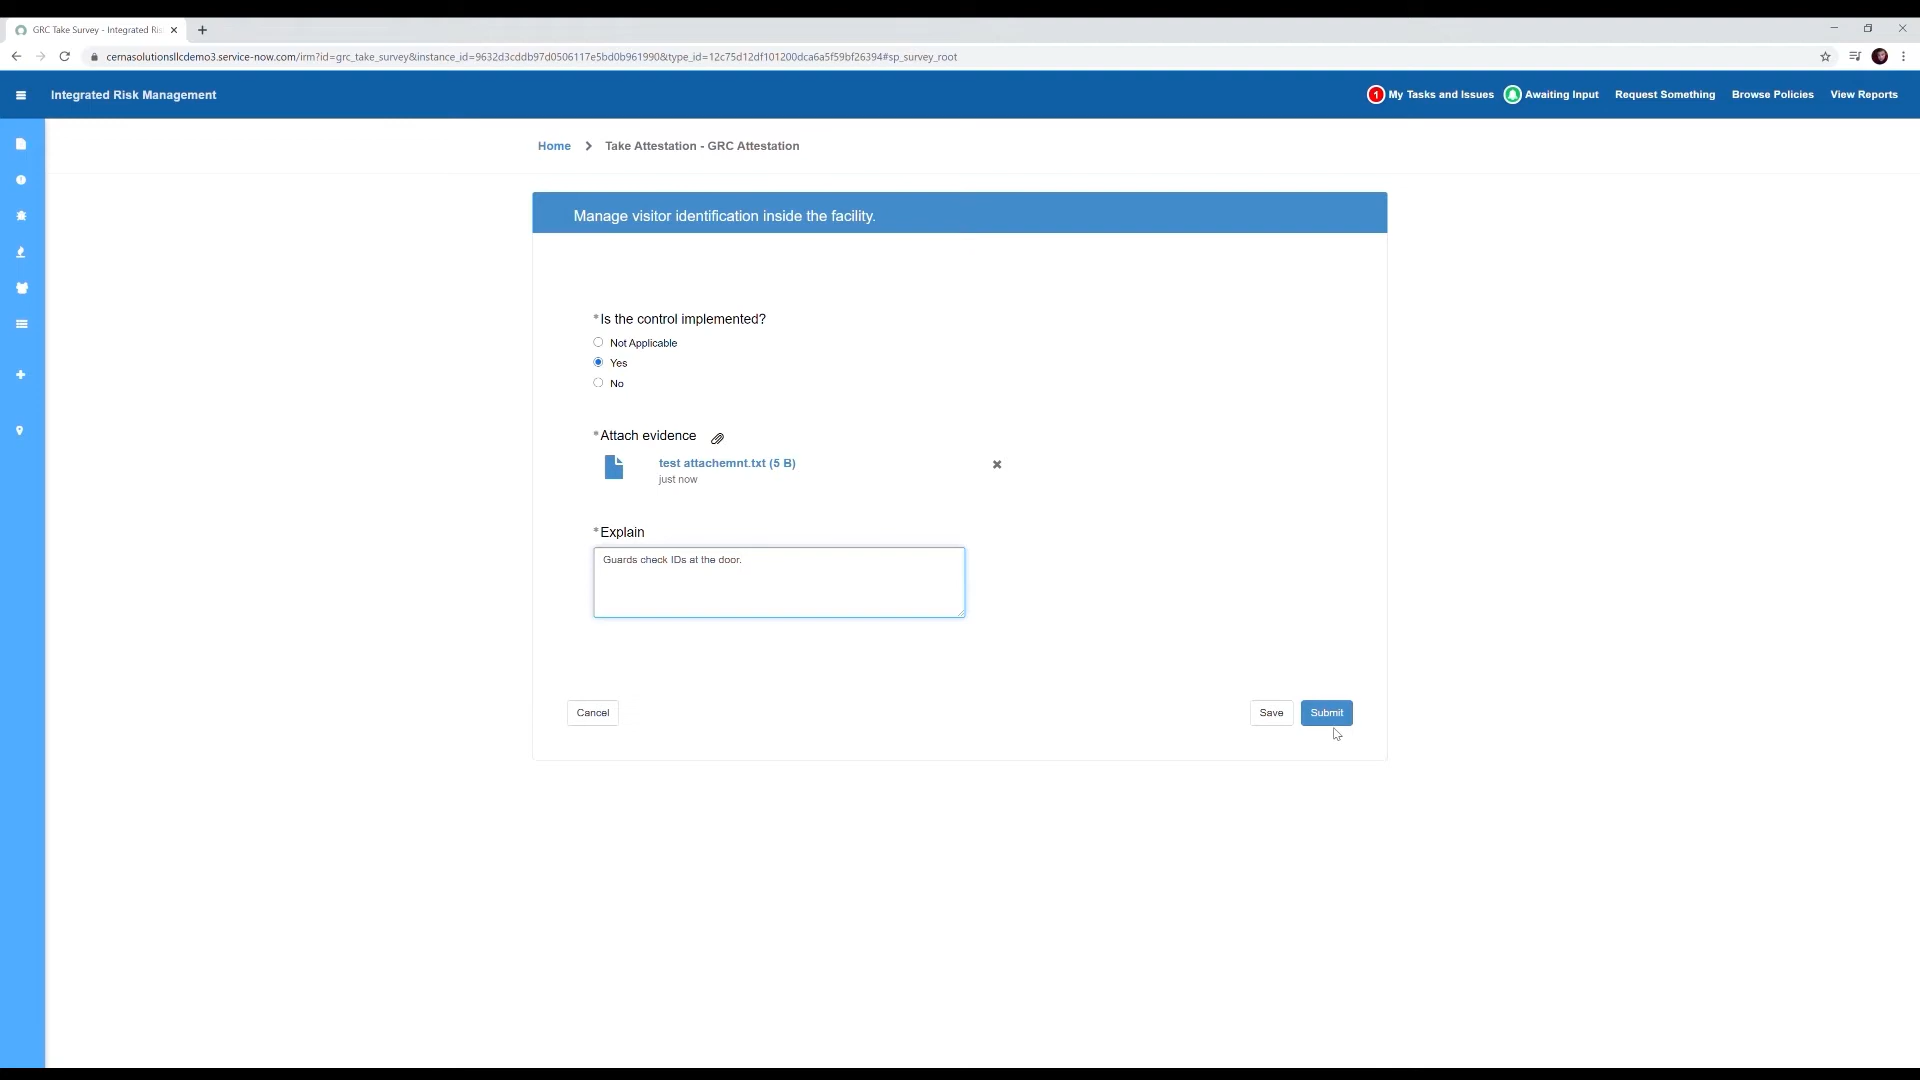 GRC Take Survey - Integrated Ris
cernasolutionsllcdemo3.service-now.com/irm?id=grc_take_survey&instance_id=9632d3cddb97d0506117e5bd0b961990&type_id=12c75d12df101200dca6a5f59bf26394#sp_survey_root
Integrated Risk Management
1 My Tasks and Issues Awaiting Input Request Something Browse Policies View Reports
Home > Take Attestation - GRC Attestation
Manage visitor identification inside the facility.
*Is the control implemented?
Not Applicable
Yes
No
*Attach evidence
test attachemnt.txt (5 B)
just now
*Explain
Guards check IDs at the door.
Cancel Save Submit